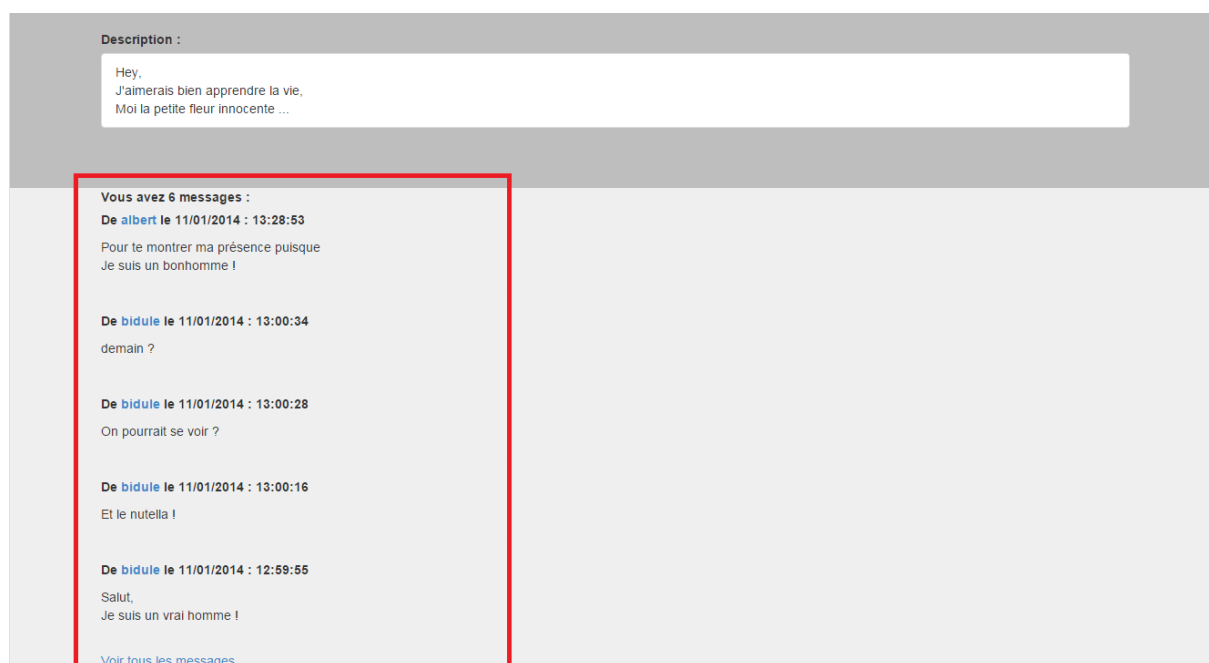 Description :
Hey,
J'aimerais bien apprendre la vie,
Moi la petite fleur innocente ...
Vous avez 6 messages :
De albert le 11/01/2014 : 13:28:53
Pour te montrer ma présence puisque
Je suis un bonhomme !
De bidule le 11/01/2014 : 13:00:34
demain ?
De bidule le 11/01/2014 : 13:00:28
On pourrait se voir ?
De bidule le 11/01/2014 : 13:00:16
Et le nutella !
De bidule le 11/01/2014 : 12:59:55
Salut,
Je suis un vrai homme !
Voir tous les messages